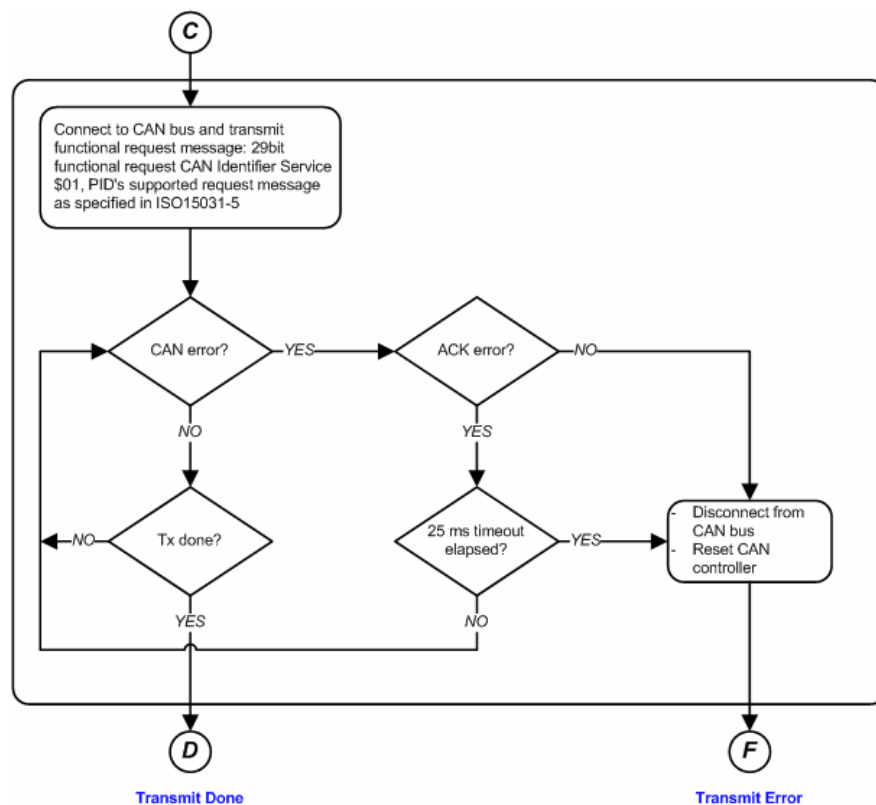 C
Connect to CAN bus and transmit
functional request message: 29bit
functional request CAN Identifier Service
$01, PID's supported request message
as specified in ISO15031-5
CAN error?
YES
ACK error?
NO
NO
YES
Tx done?
NO
25 ms timeout
elapsed?
YES
- Disconnect from
CAN bus
- Reset CAN
controller
YES
NO
D
F
Transmit Done
Transmit Error